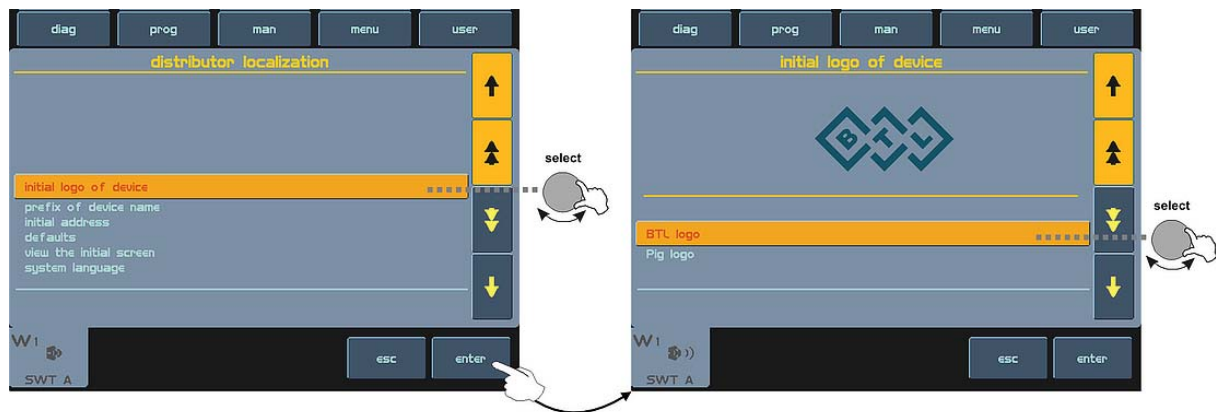 diag prog man menu user
distributor localization
initial logo of device
prefix of device name
initial address
defaults
view the initial screen
system language
W1
SWT A
esc enter
select
diag prog man menu user
initial logo of device
BTL
BTL logo
Pig logo
W1
SWT A
esc enter
select